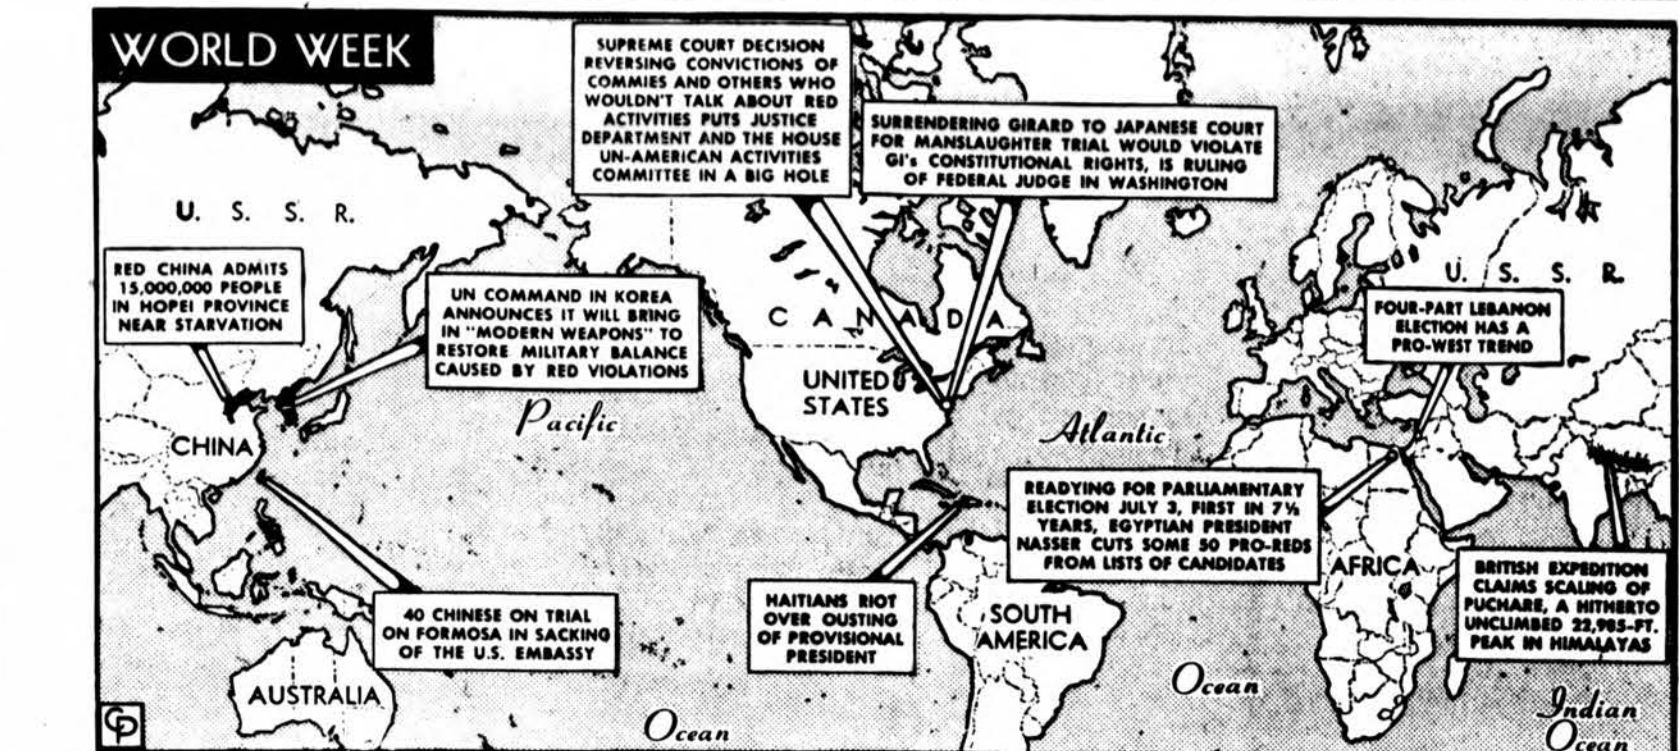 WORLD WEEK
SUPREME COURT DECISION
REVERSING CONVICTIONS OF
COMMIES AND OTHERS WHO
WOULDN'T TALK ABOUT RED
ACTIVITIES PUTS JUSTICE
DEPARTMENT AND THE HOUSE
UN-AMERICAN ACTIVITIES
COMMITTEE IN A BIG HOLE
SURRENDERING GIRARD TO JAPANESE COURT
FOR MANSLAUGHTER TRIAL WOULD VIOLATE
GI's CONSTITUTIONAL RIGHTS, IS RULING
OF FEDERAL JUDGE IN WASHINGTON
U. S. S. R.
RED CHINA ADMITS
15,000,000 PEOPLE
IN HOPEI PROVINCE
NEAR STARVATION
UN COMMAND IN KOREA
ANNOUNCES IT WILL BRING
IN "MODERN WEAPONS" TO
RESTORE MILITARY BALANCE
CAUSED BY RED VIOLATIONS
CANADA
U. S. S. R.
FOUR-PART LEBANON
ELECTION HAS A
PRO-WEST TREND
UNITED
STATES
Pacific
Atlantic
CHINA
READYING FOR PARLIAMENTARY
ELECTION JULY 3, FIRST IN 7½
YEARS, EGYPTIAN PRESIDENT
NASSER CUTS SOME 50 PRO-REDS
FROM LISTS OF CANDIDATES
AFRICA
BRITISH EXPEDITION
CLAIMS SCALING OF
PUCHARE, A HITHERTO
UNCLIMBED 22,985-FT.
PEAK IN HIMALAYAS
40 CHINESE ON TRIAL
ON FORMOSA IN SACKING
OF THE U.S. EMBASSY
HAITIANS RIOT
OVER OUSTING
OF PROVISIONAL
PRESIDENT
SOUTH
AMERICA
AUSTRALIA
Ocean
Ocean
Indian
Ocean
CP